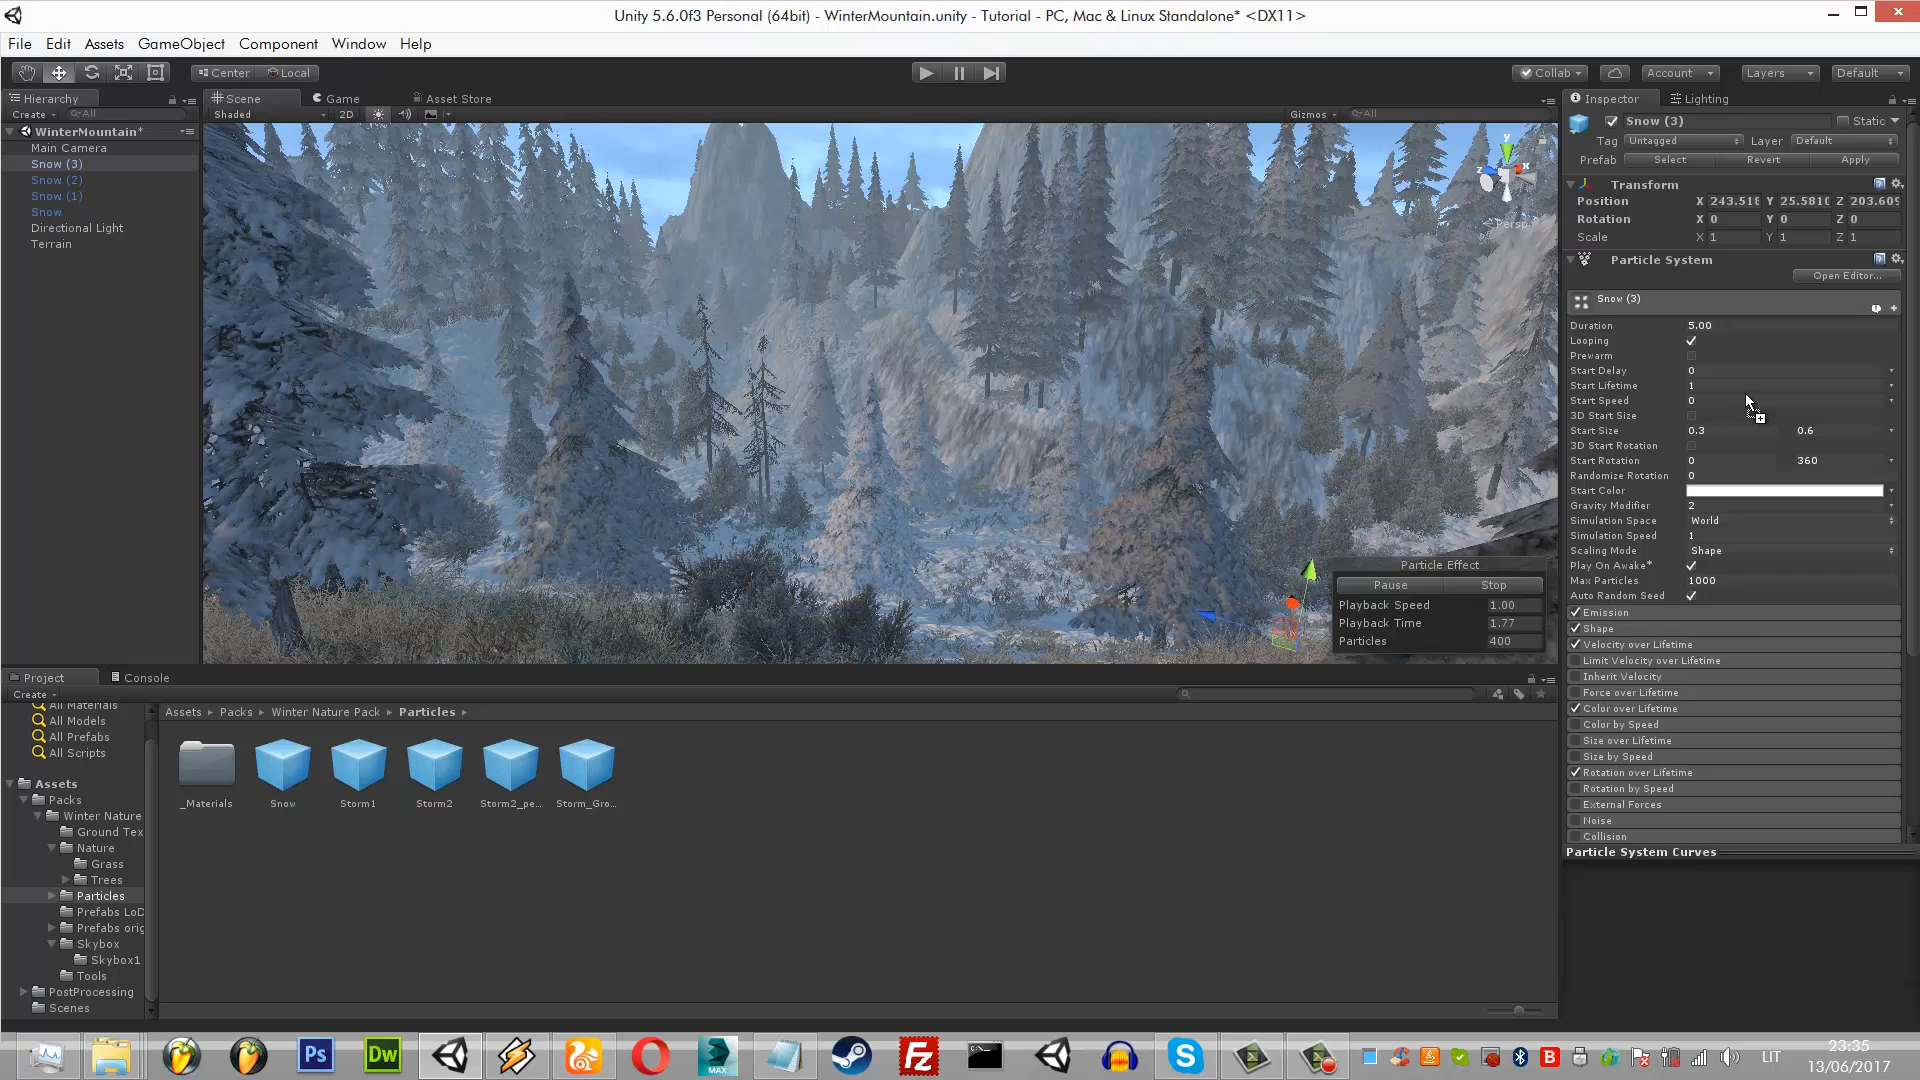 Unity 5.6.0f3 Personal (64bit) - WinterMountain.unity - Tutorial - PC, Mac & Linux Standalone* <DX11>
File Edit Assets GameObject Component Window Help
Center Local
Collab Account Layers Default
Hierarchy
Create All
WinterMountain*
Main Camera
Snow (3)
Snow (2)
Snow (1)
Snow
Directional Light
Terrain
Scene Game Asset Store
Shaded 2D Gizmos All
y
x
z
Persp
Particle Effect
Pause Stop
Playback Speed 1.00
Playback Time 1.77
Particles 400
Inspector Lighting
Snow (3) Static
Tag Untagged Layer Default
Prefab Select Revert Apply
Transform
Position X 243.518 Y 25.5810 Z 203.609
Rotation X 0 Y 0 Z 0
Scale X 1 Y 1 Z 1
Particle System
Open Editor...
Snow (3)
Duration 5.00
Looping
Prewarm
Start Delay 0
Start Lifetime 1
Start Speed 0
3D Start Size
Start Size 0.3 0.6
3D Start Rotation
Start Rotation 0 360
Randomize Rotation 0
Start Color
Gravity Modifier 2
Simulation Space World
Simulation Speed 1
Scaling Mode Shape
Play On Awake*
Max Particles 1000
Auto Random Seed
Emission
Shape
Velocity over Lifetime
Limit Velocity over Lifetime
Inherit Velocity
Force over Lifetime
Color over Lifetime
Color by Speed
Size over Lifetime
Size by Speed
Rotation over Lifetime
Rotation by Speed
External Forces
Noise
Collision
Particle System Curves
Project Console
Create
All Materials
All Models
All Prefabs
All Scripts
Assets
Packs
Winter Nature
Ground Tex
Nature
Grass
Trees
Particles
Prefabs LoD
Prefabs orig
Skybox
Skybox1
Tools
PostProcessing
Scenes
Assets Packs Winter Nature Pack Particles
_Materials Snow Storm1 Storm2 Storm2_pe... Storm_Gro...
Ps Dw MAX Fz S B LIT
23:35
13/06/2017